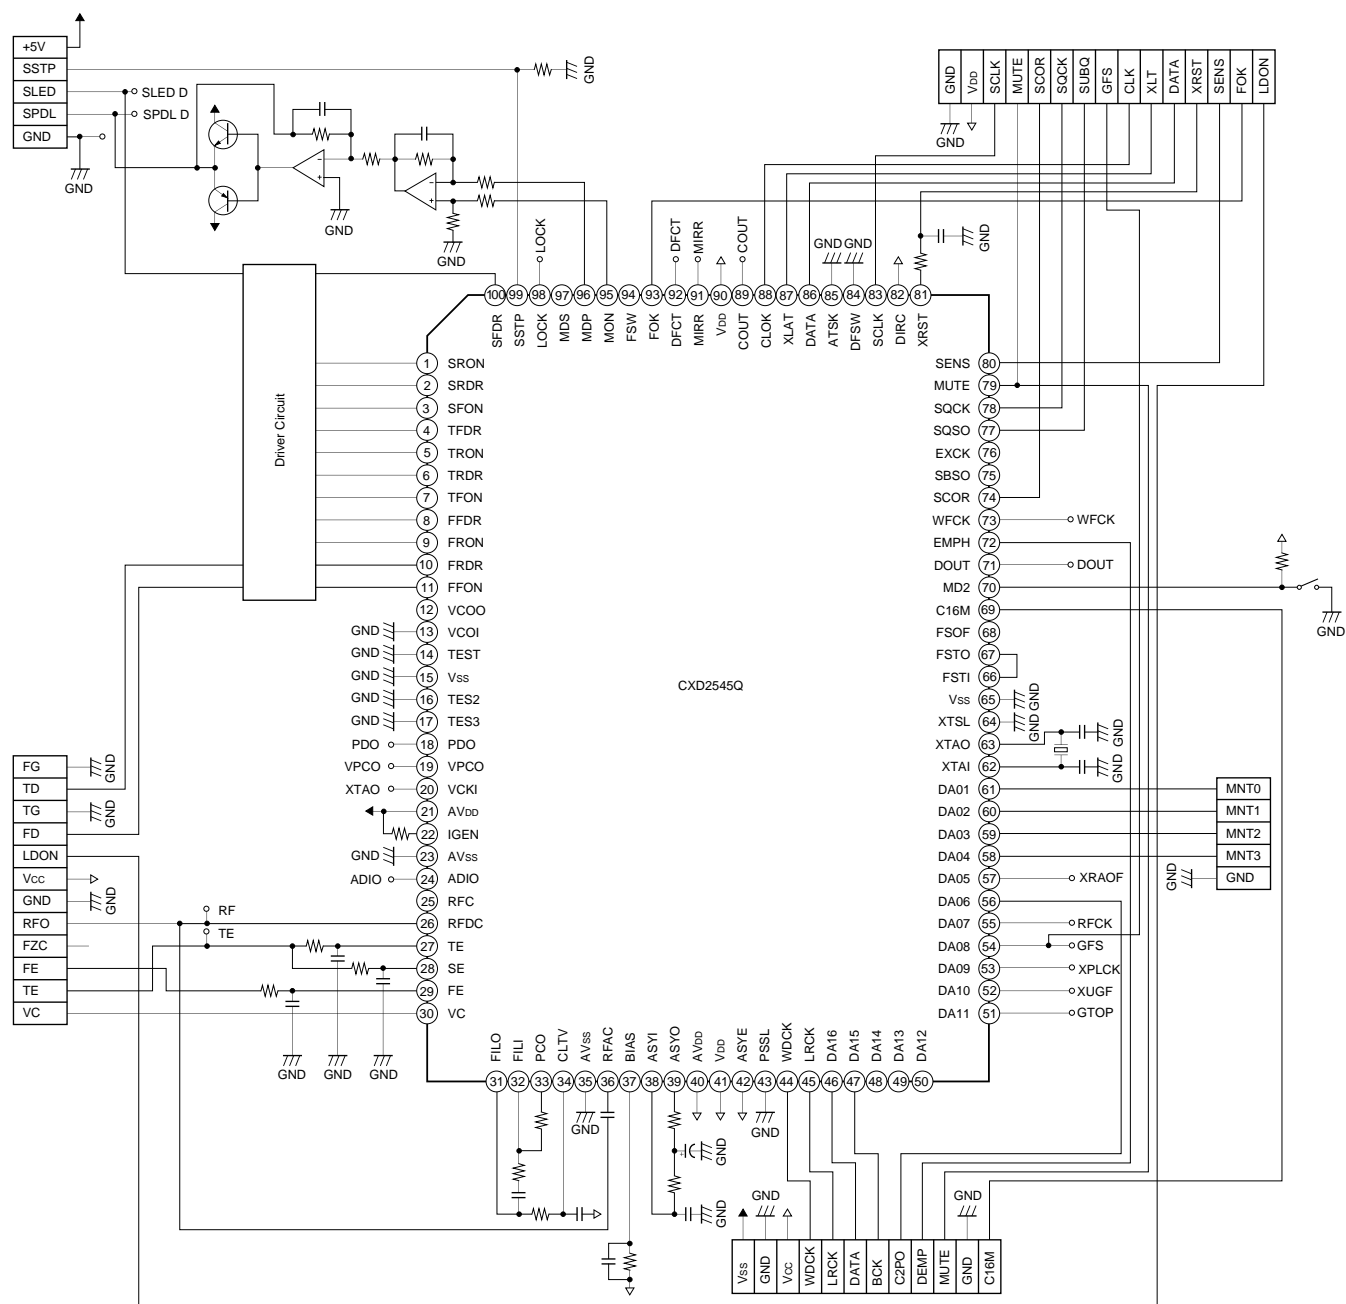 +5V
SSTP
SLED
SPDL
GND
SLED D
SPDL D
GND
GND
GND
GND
GND
VDD
SCLK
MUTE
SCOR
SQCK
SUBQ
GFS
CLK
XLT
DATA
XRST
SENS
FOK
LDON
GND
LOCK
DFCT
MIRR
COUT
GND
GND
GND
100
99
98
97
96
95
94
93
92
91
90
89
88
87
86
85
84
83
82
81
SFDR
SSTP
LOCK
MDS
MDP
MON
FSW
FOK
DFCT
MIRR
VDD
COUT
CLOK
XLAT
DATA
ATSK
DFSW
SCLK
DIRC
XRST
Driver Circuit
1 SRON
2 SRDR
3 SFON
4 TFDR
5 TRON
6 TRDR
7 TFON
8 FFDR
9 FRON
10 FRDR
11 FFON
12 VCOO
GND 13 VCOI
GND 14 TEST
GND 15 VSS
GND 16 TES2
GND 17 TES3
PDO 18 PDO
VPCO 19 VPCO
XTAO 20 VCKI
21 AVDD
22 IGEN
GND 23 AVSS
ADIO 24 ADIO
25 RFC
26 RFDC
27 TE
28 SE
29 FE
30 VC
CXD2545Q
SENS 80
MUTE 79
SQCK 78
SQSO 77
EXCK 76
SBSO 75
SCOR 74
WFCK 73 WFCK
EMPH 72
DOUT 71 DOUT
MD2 70
GND
C16M 69
FSOF 68
FSTO 67
FSTI 66
VSS 65 GND
XTSL 64 GND
XTAO 63 GND
XTAI 62 GND
DA01 61 MNT0
DA02 60 MNT1
DA03 59 MNT2
DA04 58 MNT3
DA05 57 XRAOF
GND
GND
DA06 56
DA07 55 RFCK
DA08 54 GFS
DA09 53 XPLCK
DA10 52 XUGF
DA11 51 GTOP
FG
GND
TD
TG
GND
FD
LDON
VCC
GND
GND
RFO
FZC
FE
TE
VC
RF
TE
GND
GND
GND
FILO
FILI
PCO
CLTV
AVSS
RFAC
BIAS
ASYI
ASYO
AVDD
VDD
ASYE
PSSL
WDCK
LRCK
DA16
DA15
DA14
DA13
DA12
31
32
33
34
35
36
37
38
39
40
41
42
43
44
45
46
47
48
49
50
GND
GND
GND
GND
GND
GND
VSS
GND
VCC
WDCK
LRCK
DATA
BCK
C2PO
DEMP
MUTE
GND
C16M